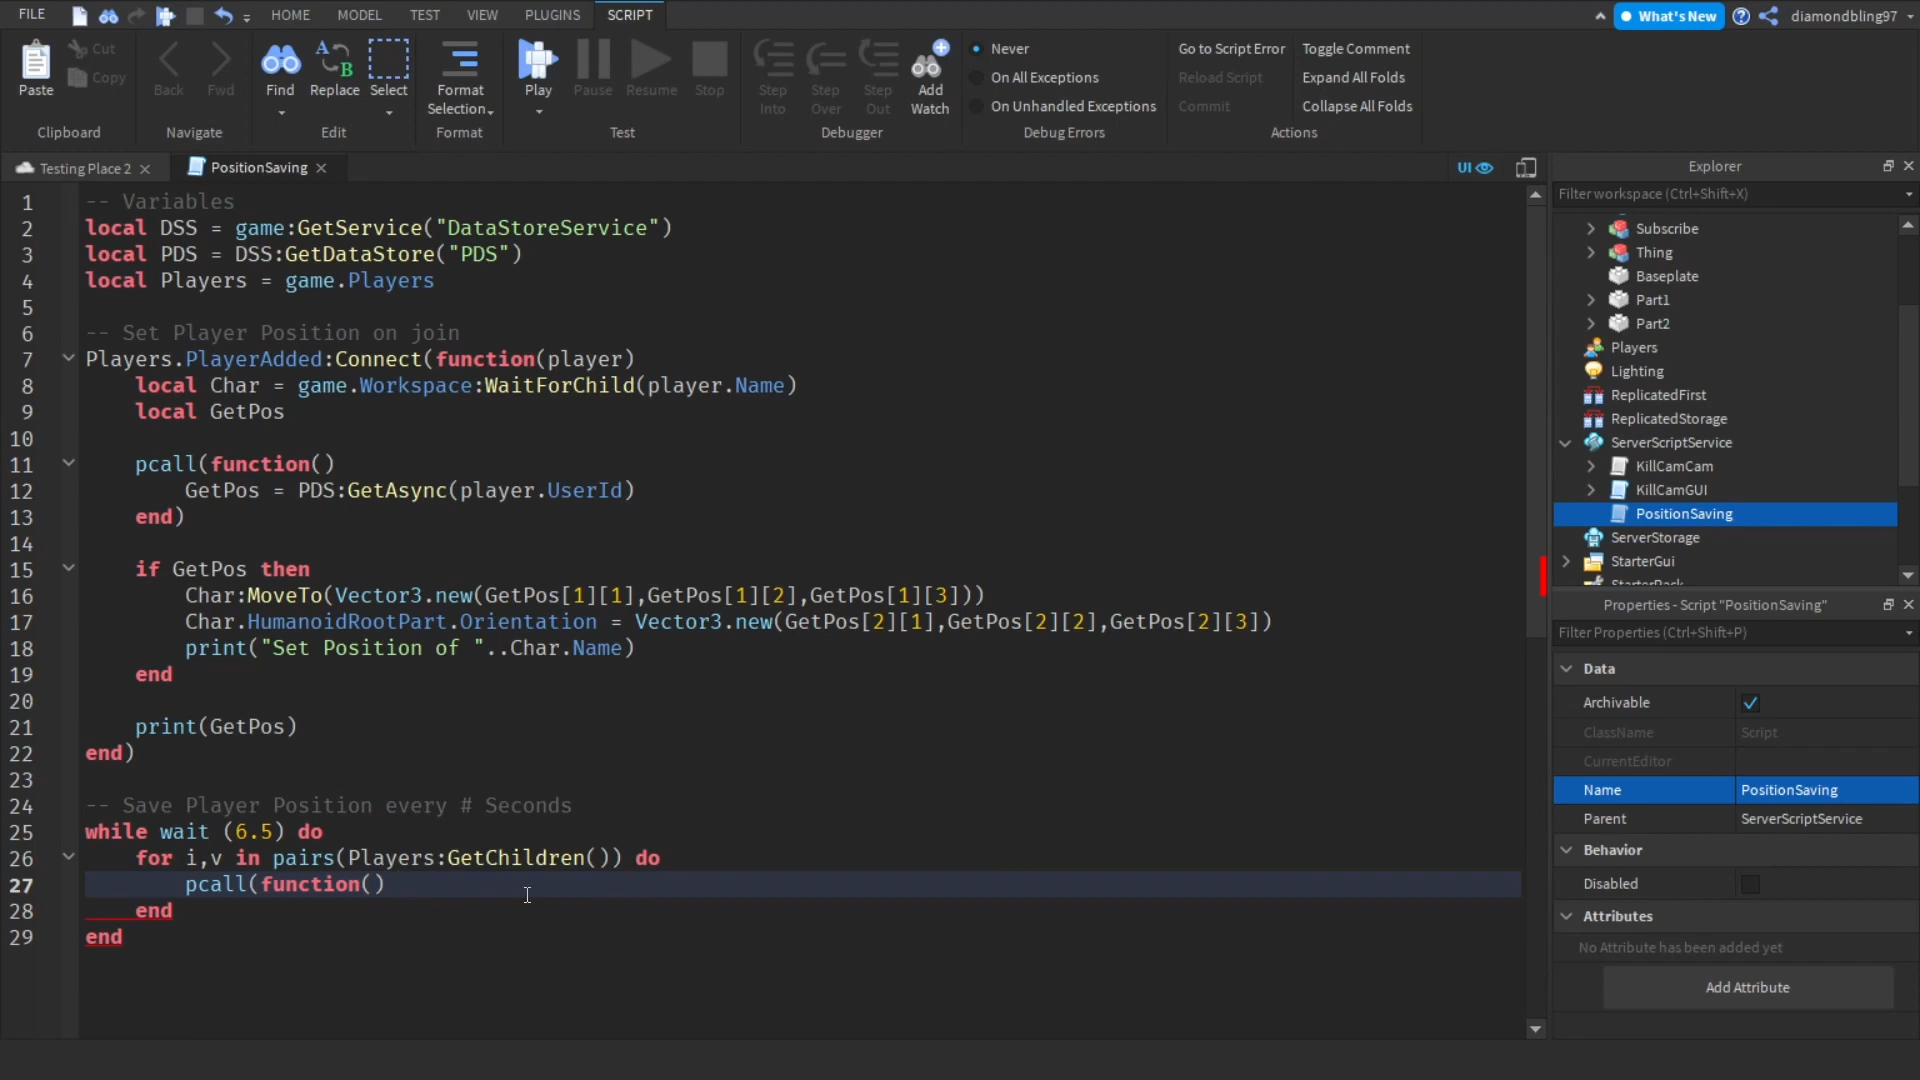 FILE
HOME
MODEL
TEST
VIEW
PLUGINS
SCRIPT
What's New
diamondbling97
Paste
Cut
Copy
Clipboard
Back
Fwd
Navigate
Find
Replace
Select
Edit
Format
Selection
Format
Play
Pause
Resume
Stop
Test
Step
Into
Step
Over
Step
Out
Add
Watch
Debugger
Never
On All Exceptions
On Unhandled Exceptions
Debug Errors
Go to Script Error
Reload Script
Commit
Toggle Comment
Expand All Folds
Collapse All Folds
Actions
Testing Place 2
PositionSaving
UI
1 -- Variables
2 local DSS = game:GetService("DataStoreService")
3 local PDS = DSS:GetDataStore("PDS")
4 local Players = game.Players
5
6 -- Set Player Position on join
7 Players.PlayerAdded:Connect(function(player)
8 local Char = game.Workspace:WaitForChild(player.Name)
9 local GetPos
10
11 pcall(function()
12 GetPos = PDS:GetAsync(player.UserId)
13 end)
14
15 if GetPos then
16 Char:MoveTo(Vector3.new(GetPos[1][1],GetPos[1][2],GetPos[1][3]))
17 Char.HumanoidRootPart.Orientation = Vector3.new(GetPos[2][1],GetPos[2][2],GetPos[2][3])
18 print("Set Position of "..Char.Name)
19 end
20
21 print(GetPos)
22 end)
23
24 -- Save Player Position every # Seconds
25 while wait (6.5) do
26 for i,v in pairs(Players:GetChildren()) do
27 pcall(function()
28 end
29 end
Explorer
Filter workspace (Ctrl+Shift+X)
Subscribe
Thing
Baseplate
Part1
Part2
Players
Lighting
ReplicatedFirst
ReplicatedStorage
ServerScriptService
KillCamCam
KillCamGUI
PositionSaving
ServerStorage
StarterGui
StarterPack
Properties - Script "PositionSaving"
Filter Properties (Ctrl+Shift+P)
Data
Archivable
ClassName Script
CurrentEditor
Name PositionSaving
Parent ServerScriptService
Behavior
Disabled
Attributes
No Attribute has been added yet
Add Attribute